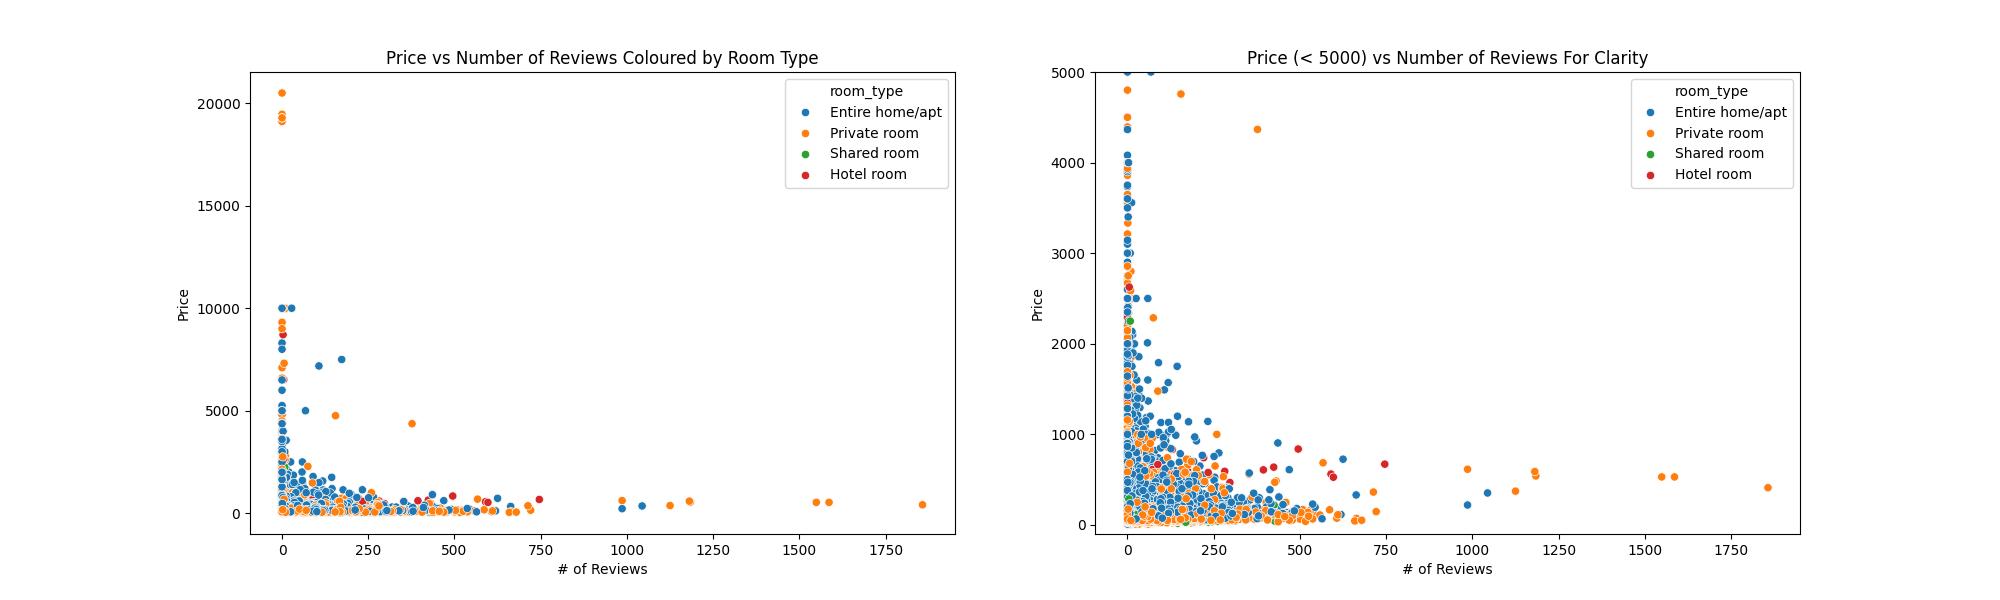 Price vs Number of Reviews Coloured by Room Type
20000
15000
10000
5000
0
Price
0 250 500 750 1000 1250 1500 1750
# of Reviews
room_type
Entire home/apt
Private room
Shared room
Hotel room
Price (< 5000) vs Number of Reviews For Clarity
5000
4000
3000
2000
1000
0
Price
0 250 500 750 1000 1250 1500 1750
# of Reviews
room_type
Entire home/apt
Private room
Shared room
Hotel room